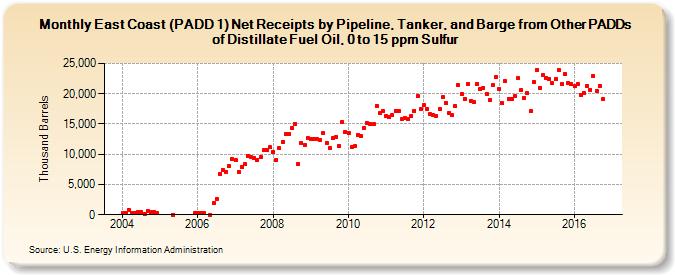 Monthly East Coast (PADD 1) Net Receipts by Pipeline, Tanker, and Barge from Other PADDs
of Distillate Fuel Oil, 0 to 15 ppm Sulfur
Thousand Barrels
25,000
20,000
15,000
10,000
5,000
0
2004 2006 2008 2010 2012 2014 2016
Source: U.S. Energy Information Administration